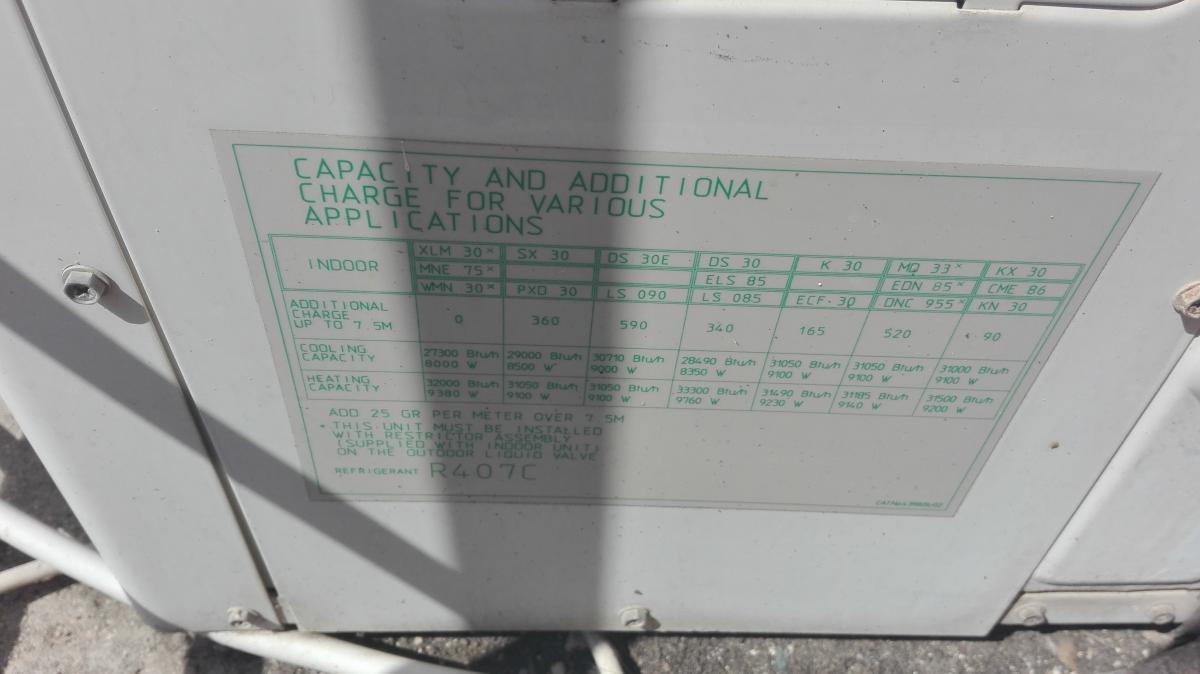 CAPACITY AND ADDITIONAL
CHARGE FOR VARIOUS
APPLICATIONS
INDOOR
XLM 30* SX 30 DS 30E DS 30 K 30 MD 33* KX 30
MNE 75* ELS 85 EDN 85* CME 86
WMN 30* PXD 30 LS 090 LS 085 ECF 30 DNC 955* KN 30
ADDITIONAL
CHARGE
UP TO 7.5M
0 360 590 340 165 520 90
COOLING
CAPACITY
27300 Btu/h 29000 Btu/h 30710 Btu/h 28490 Btu/h 31050 Btu/h 31050 Btu/h 31000 Btu/h
8000 W 8500 W 9000 W 8350 W 9100 W 9100 W 9100 W
HEATING
CAPACITY
32000 Btu/h 31050 Btu/h 31050 Btu/h 33300 Btu/h 31490 Btu/h 31185 Btu/h 31500 Btu/h
9380 W 9100 W 9100 W 9760 W 9230 W 9140 W 9200 W
ADD 25 GR PER METER OVER 7.5M
* THIS UNIT MUST BE INSTALLED
WITH RESTRICTOR ASSEMBLY
(SUPPLIED WITH INDOOR UNIT)
ON THE OUTDOOR LIQUID VALVE
REFRIGERANT R407C